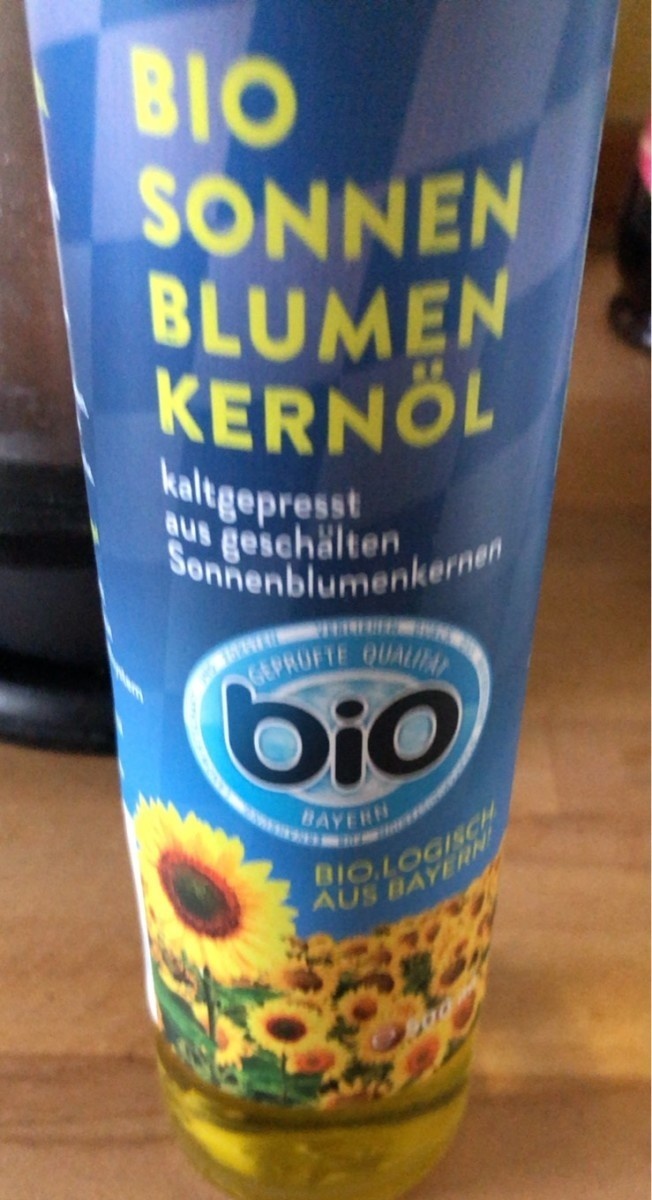 BIO
SONNEN
BLUMEN
KERNÖL
kaltgepresst
aus geschälten
Sonnenblumenkernen
GEPRÜFTE QUALITÄT
bio
BAYERN
BIO.LOGISCH.
AUS BAYERN!